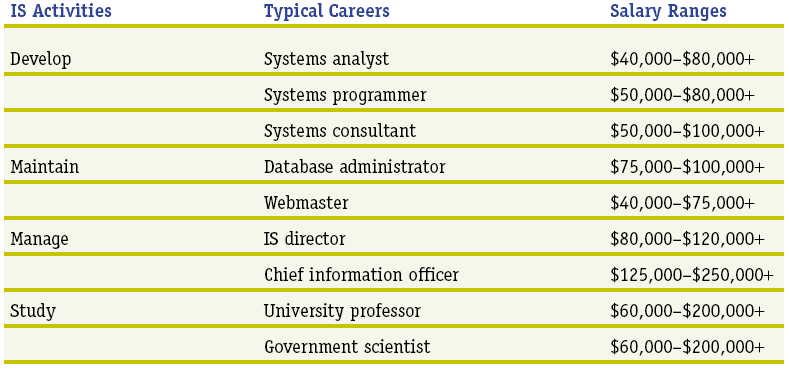 IS Activities Typical Careers Salary Ranges
Develop Systems analyst $40,000–$80,000+
Systems programmer $50,000–$80,000+
Systems consultant $50,000–$100,000+
Maintain Database administrator $75,000–$100,000+
Webmaster $40,000–$75,000+
Manage IS director $80,000–$120,000+
Chief information officer $125,000–$250,000+
Study University professor $60,000–$200,000+
Government scientist $60,000–$200,000+